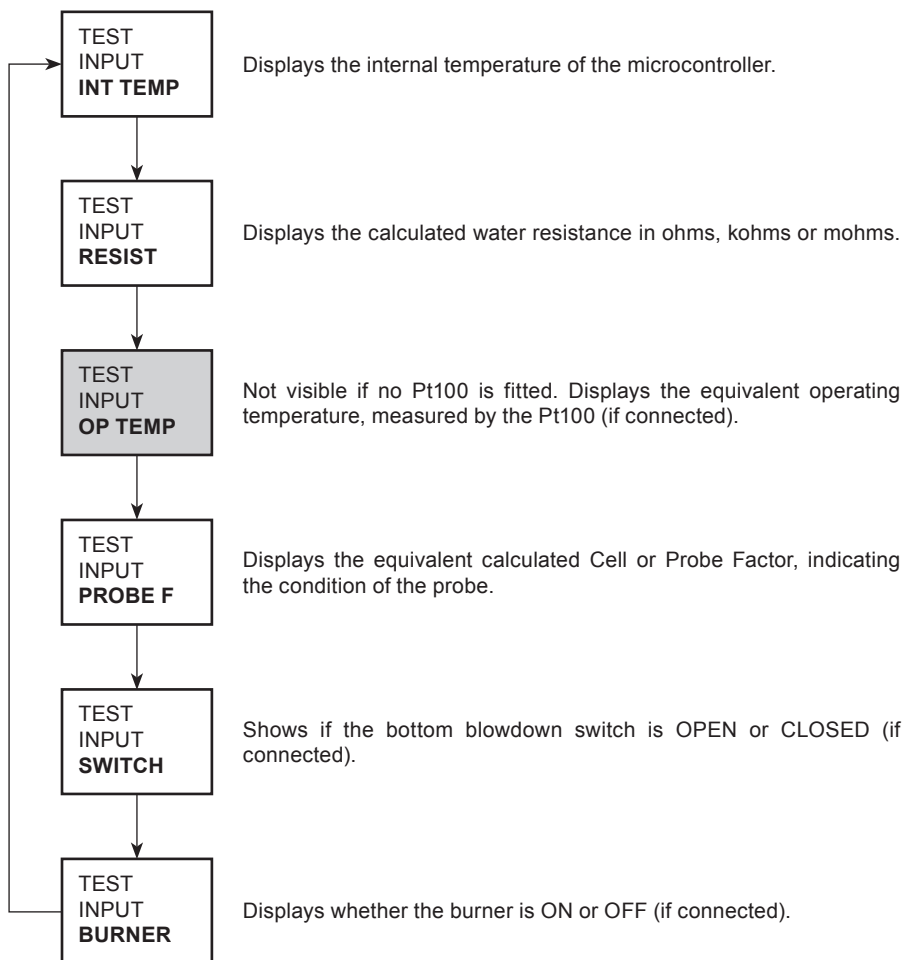 TEST
INPUT
INT TEMP
Displays the internal temperature of the microcontroller.
TEST
INPUT
RESIST
Displays the calculated water resistance in ohms, kohms or mohms.
TEST
INPUT
OP TEMP
Not visible if no Pt100 is fitted. Displays the equivalent operating
temperature, measured by the Pt100 (if connected).
TEST
INPUT
PROBE F
Displays the equivalent calculated Cell or Probe Factor, indicating
the condition of the probe.
TEST
INPUT
SWITCH
Shows if the bottom blowdown switch is OPEN or CLOSED (if
connected).
TEST
INPUT
BURNER
Displays whether the burner is ON or OFF (if connected).